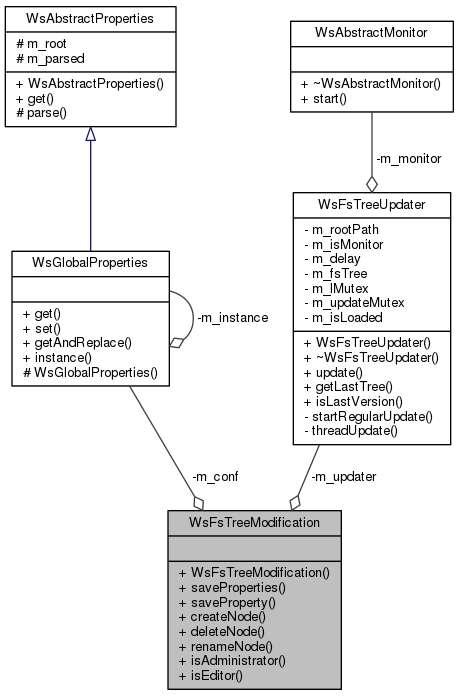 WsAbstractProperties
# m_root
# m_parsed
+ WsAbstractProperties()
+ get()
# parse()
WsAbstractMonitor
+ ~WsAbstractMonitor()
+ start()
-m_monitor
WsFsTreeUpdater
- m_rootPath
- m_isMonitor
- m_delay
- m_fsTree
- m_lMutex
- m_updateMutex
- m_isLoaded
+ WsFsTreeUpdater()
+ ~WsFsTreeUpdater()
+ update()
+ getLastTree()
+ isLastVersion()
- startRegularUpdate()
- threadUpdate()
WsGlobalProperties
+ get()
+ set()
+ getAndReplace()
+ instance()
# WsGlobalProperties()
-m_instance
-m_conf
-m_updater
WsFsTreeModification
+ WsFsTreeModification()
+ saveProperties()
+ saveProperty()
+ createNode()
+ deleteNode()
+ renameNode()
+ isAdministrator()
+ isEditor()